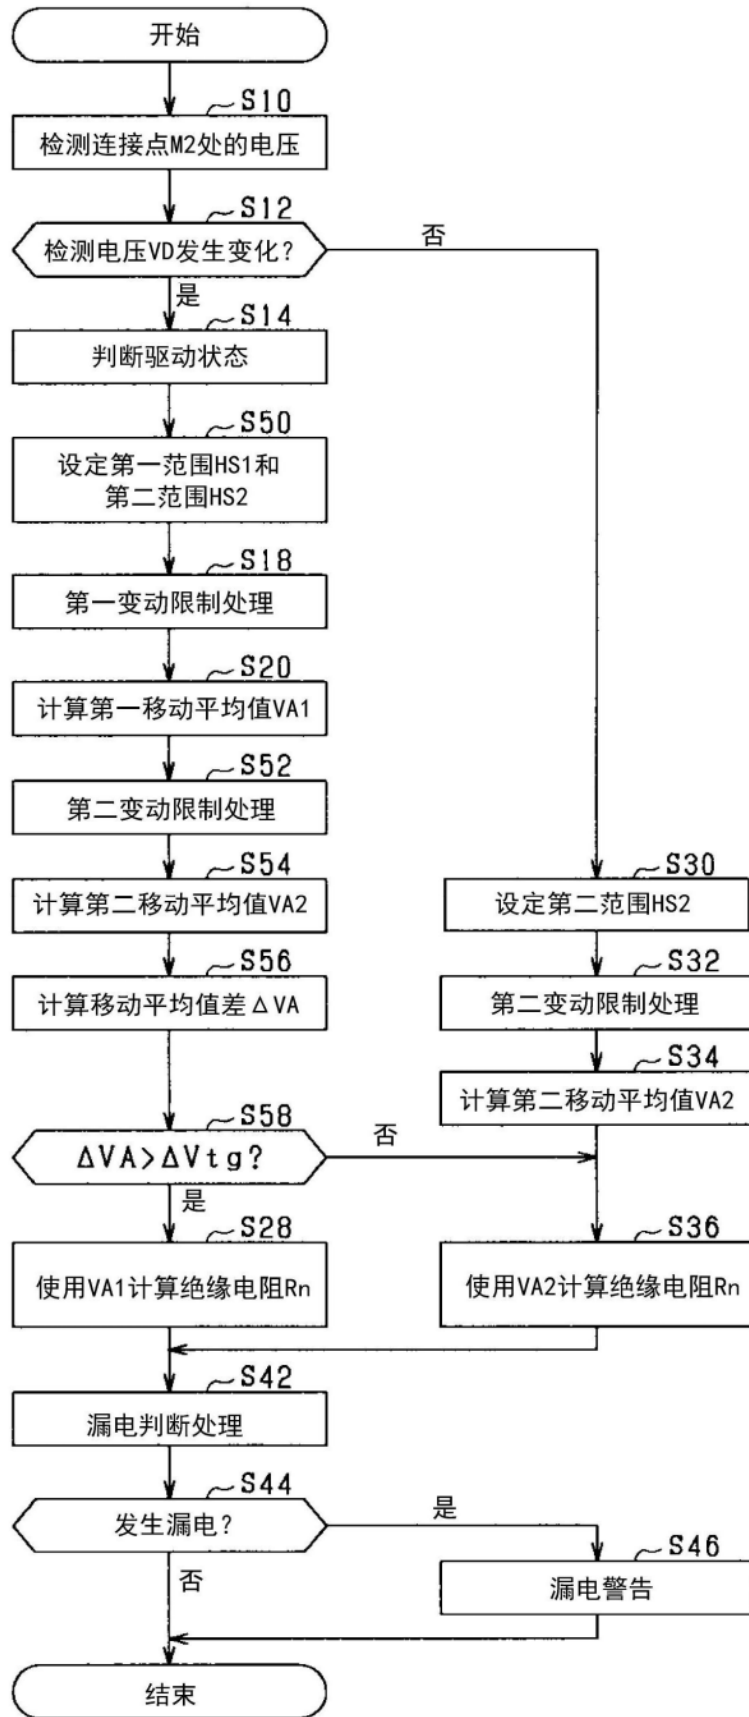 开始
S10
检测连接点M2处的电压
S12
检测电压VD发生变化?
否
是
S14
判断驱动状态
S50
设定第一范围HS1和
第二范围HS2
S18
第一变动限制处理
S20
计算第一移动平均值VA1
S52
第二变动限制处理
S54
计算第二移动平均值VA2
S56
计算移动平均值差ΔVA
S30
设定第二范围HS2
S32
第二变动限制处理
S34
计算第二移动平均值VA2
S58
ΔVA>ΔVtg?
否
是
S28
使用VA1计算绝缘电阻Rn
S36
使用VA2计算绝缘电阻Rn
S42
漏电判断处理
S44
发生漏电?
是
否
S46
漏电警告
结束